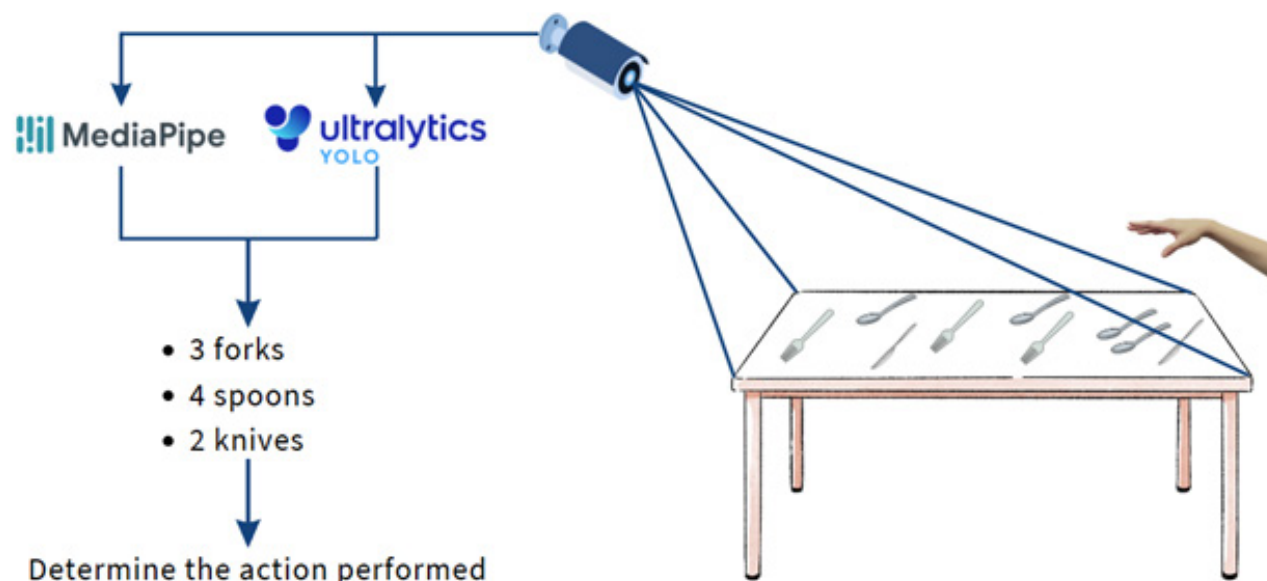 MediaPipe
ultralytics
YOLO
• 3 forks
• 4 spoons
• 2 knives
Determine the action performed